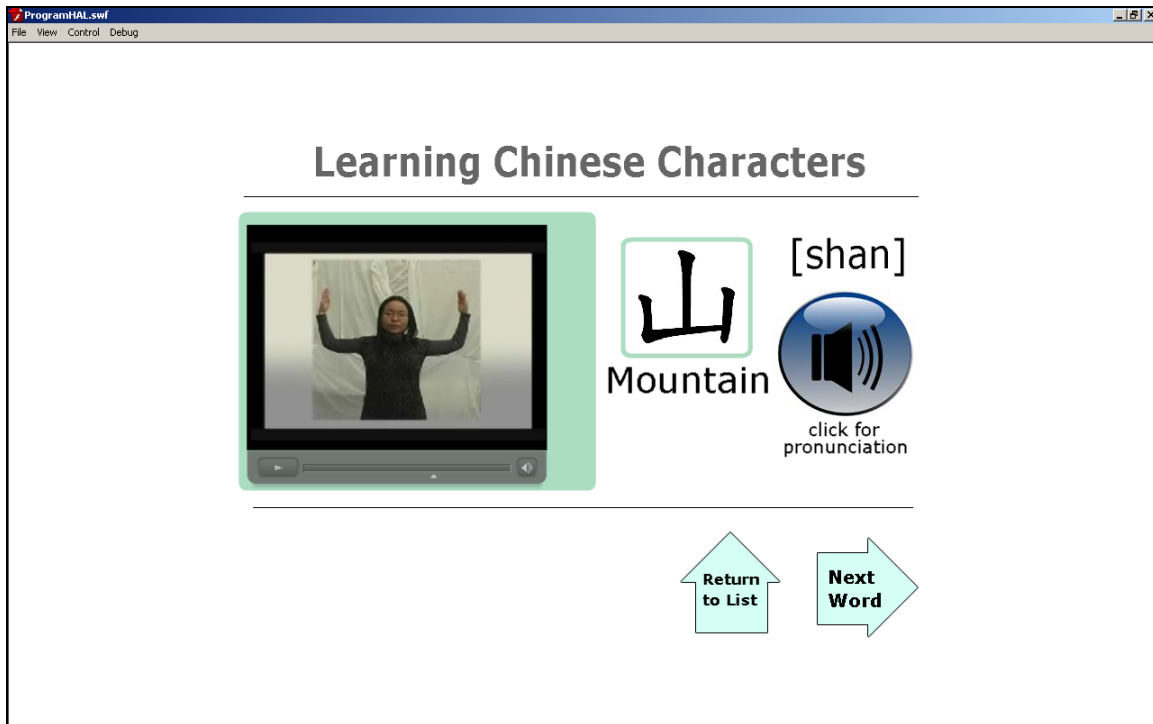 ProgramHAL.swf
File View Control Debug
Learning Chinese Characters
山
[shan]
Mountain
click for
pronunciation
Return
to List
Next
Word